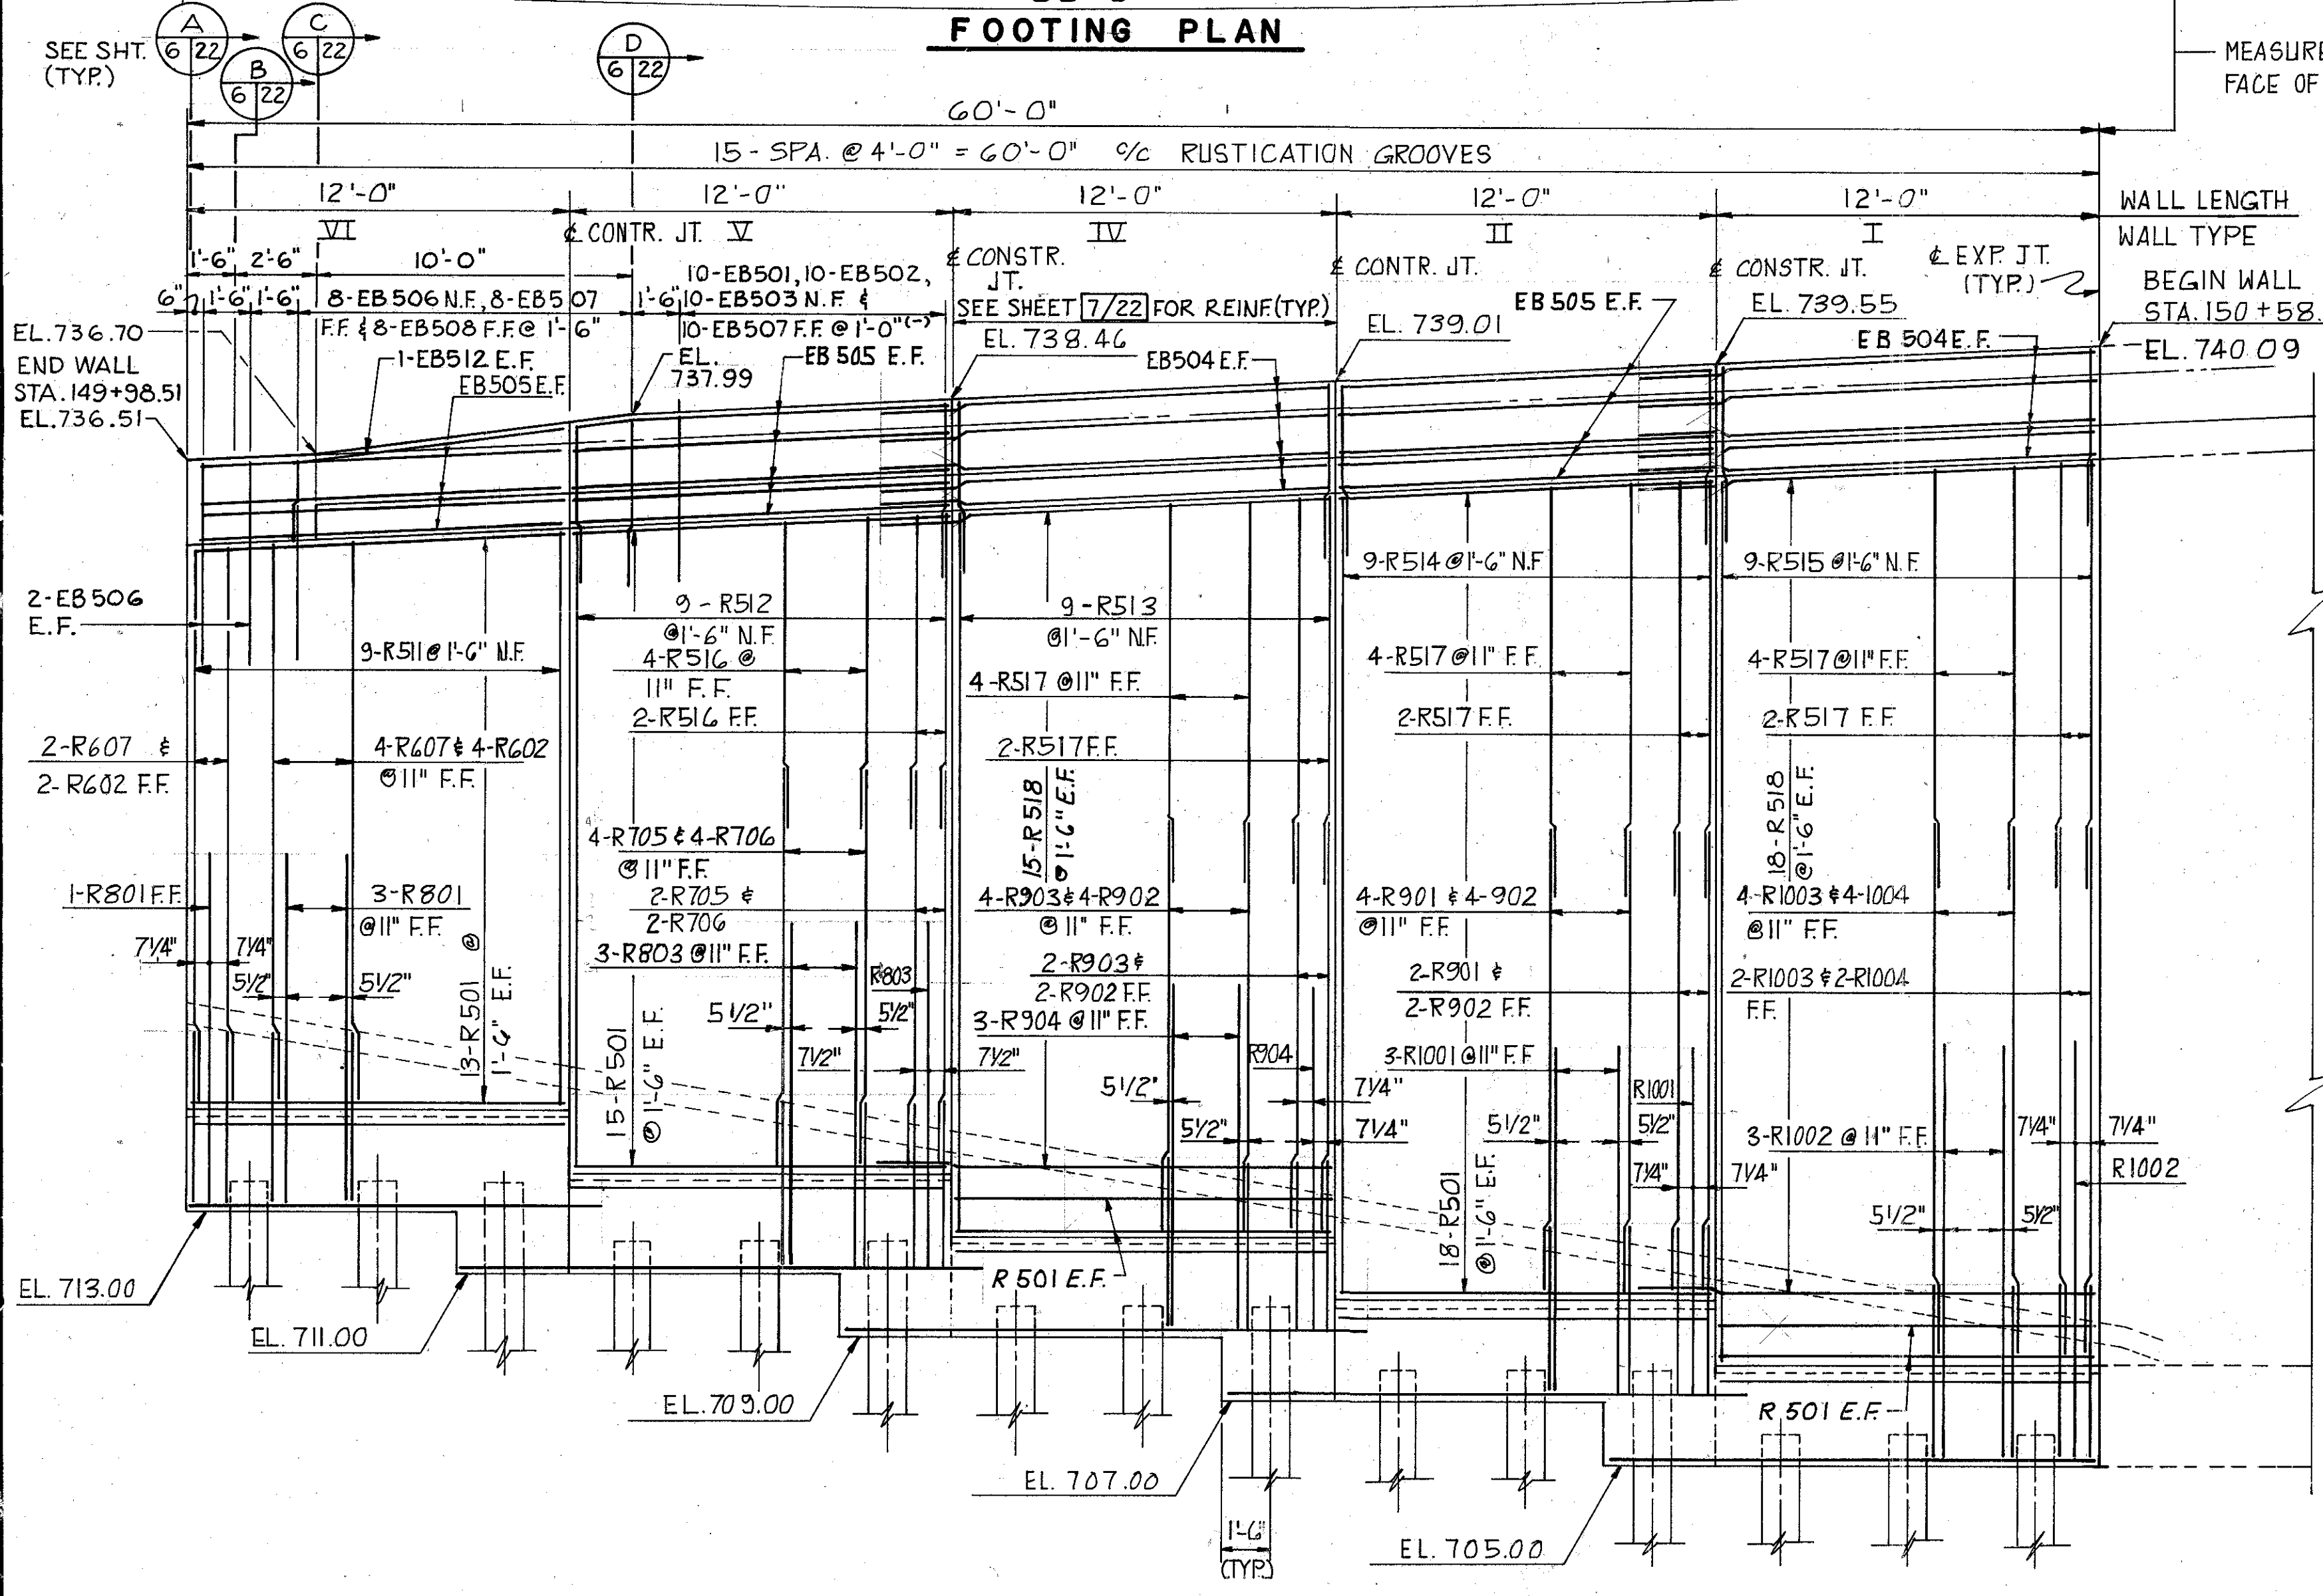 FOOTING PLAN
A
6 22
B
6 22
C
6 22
D
6 22
SEE SHT.
(TYP.)
MEASURE
FACE OF
60'-0"
15 - SPA. @ 4'-0" = 60'-0" c/c RUSTICATION GROOVES
12'-0"
12'-0"
12'-0"
12'-0"
12'-0"
WALL LENGTH
VI
V
IV
II
I
WALL TYPE
℄ CONTR. JT.
℄ CONSTR.
JT.
℄ CONTR. JT.
℄ CONSTR. JT.
℄ EXP. JT.
(TYP.)
BEGIN WALL
STA. 150+58.
EL. 740.09
1'-6"
2'-6"
10'-0"
6"
1'-6"
1'-6"
8-EB506 N.F., 8-EB507
F.F. & 8-EB508 F.F. @ 1'-6"
1'-6"
10-EB501, 10-EB502,
10-EB503 N.F. &
10-EB507 F.F. @ 1'-0"(-)
SEE SHEET 7/22 FOR REINF. (TYP.)
EL. 736.70
END WALL
STA. 149+98.51
EL. 736.51
1-EB512 E.F.
EB505 E.F.
EL.
737.99
EB505 E.F.
EL. 738.46
EB504 E.F.
EL. 739.01
EB505 E.F.
EL. 739.55
EB504 E.F.
2-EB506
E.F.
9-R511 @ 1'-6" N.F.
9-R512
@1'-6" N.F.
9-R513
@1'-6" N.F.
9-R514 @ 1'-6" N.F
9-R515 @ 1'-6" N.F.
4-R516 @
11" F.F.
2-R516 F.F.
4-R517 @ 11" F.F.
2-R517 F.F.
4-R517 @ 11" F.F.
2-R517 F.F.
4-R517 @ 11" F.F.
2-R517 F.F.
2-R607 &
2-R602 F.F.
4-R607 & 4-R602
@ 11" F.F.
15-R518
@ 1'-6" E.F.
18-R518
@ 1'-6" E.F.
1-R801 F.F.
3-R801
@ 11" F.F.
7 1/4"
7 1/4"
5 1/2"
5 1/2"
13-R501 @
1'-6" E.F.
4-R705 & 4-R706
@ 11" F.F.
2-R705 &
2-R706
3-R803 @ 11" F.F.
R803
5 1/2"
5 1/2"
7 1/2"
7 1/2"
15-R501
@ 1'-6" E.F.
4-R903 & 4-R902
@ 11" F.F.
2-R903 &
2-R902 F.F.
3-R904 @ 11" F.F.
R904
5 1/2"
5 1/2"
7 1/4"
7 1/4"
4-R901 & 4-902
@ 11" F.F.
2-R901 &
2-R902 F.F.
3-R1001 @ 11" F.F
R1001
5 1/2"
5 1/2"
7 1/4"
7 1/4"
18-R501
@ 1'-6" E.F.
4-R1003 & 4-1004
@ 11" F.F.
2-R1003 & 2-R1004
F.F.
3-R1002 @ 11" F.F.
7 1/4"
7 1/4"
R1002
5 1/2"
5 1/2"
R501 E.F.
R501 E.F.
EL. 713.00
EL. 711.00
EL. 709.00
EL. 707.00
EL. 705.00
1'-6"
(TYP.)